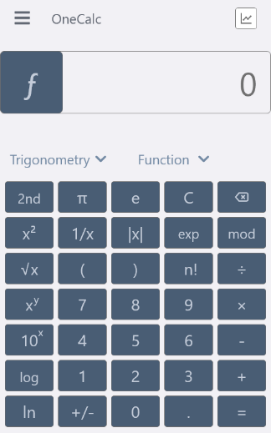 OneCalc
f 0
Trigonometry Function
2nd π e C
x² 1/x |x| exp mod
√x ( ) n! ÷
xʸ 7 8 9 ×
10ˣ 4 5 6 -
log 1 2 3 +
ln +/- 0 . =